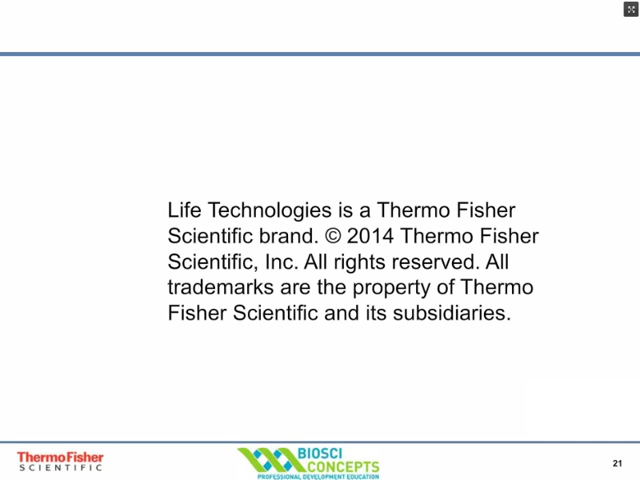 Life Technologies is a Thermo Fisher
Scientific brand. © 2014 Thermo Fisher
Scientific, Inc. All rights reserved. All
trademarks are the property of Thermo
Fisher Scientific and its subsidiaries.
ThermoFisher
SCIENTIFIC
BIOSCI
CONCEPTS
PROFESSIONAL DEVELOPMENT EDUCATION
21